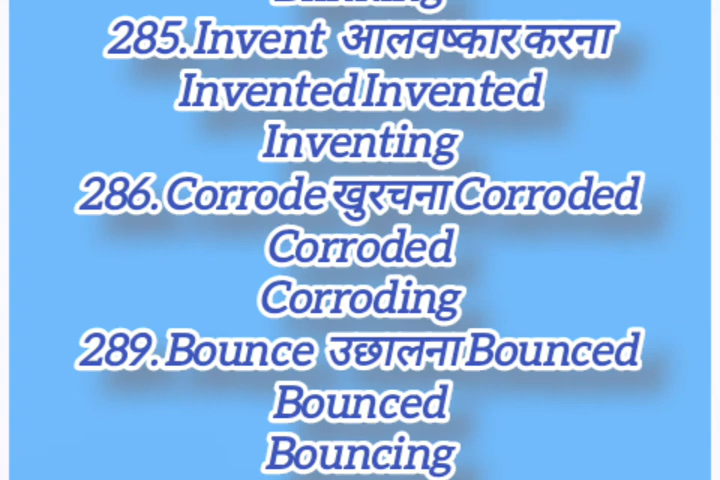 285. Invent आलवष्कार करना
Invented Invented
Inventing
286. Corrode खुरचना Corroded
Corroded
Corroding
289. Bounce उछालना Bounced
Bounced
Bouncing